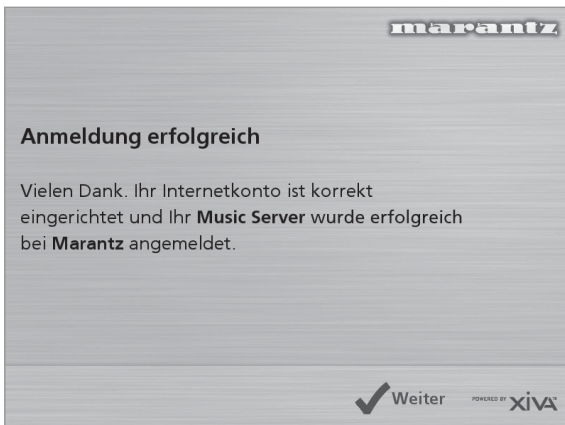 marantz
Anmeldung erfolgreich
Vielen Dank. Ihr Internetkonto ist korrekt
eingerichtet und Ihr Music Server wurde erfolgreich
bei Marantz angemeldet.
Weiter
POWERED BY XiVA™